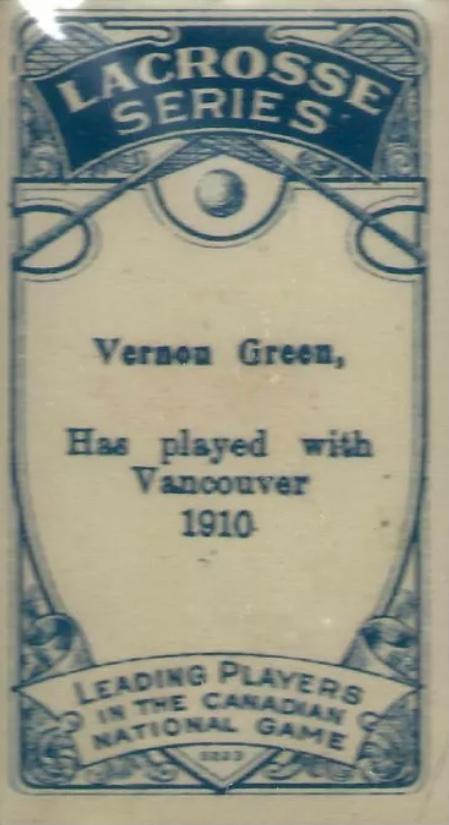 LACROSSE
SERIES
Vernon Green,
Has played with
Vancouver
1910
LEADING PLAYERS
IN THE CANADIAN
NATIONAL GAME